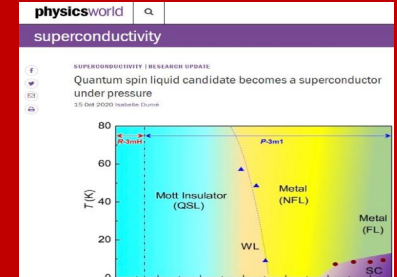 physicsworld
superconductivity
SUPERCONDUCTIVITY | RESEARCH UPDATE
Quantum spin liquid candidate becomes a superconductor
under pressure
15 Oct 2020 Isabelle Dumé
80
R-3mH
P-3m1
60
Mott Insulator
(QSL)
Metal
(NFL)
T (K)
40
Metal
(FL)
20
WL
SC
0